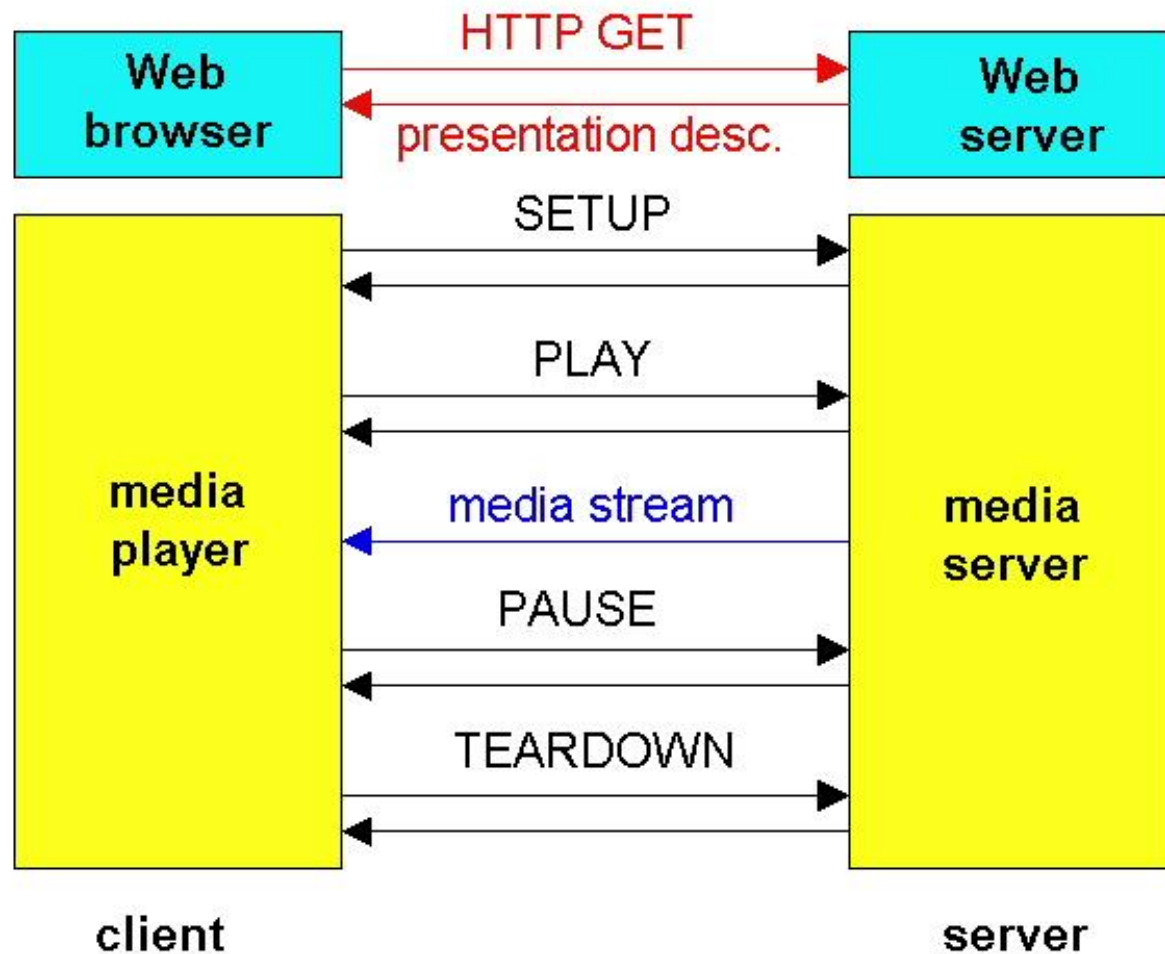 HTTP GET
Web
browser
Web
server
presentation desc.
SETUP
PLAY
media
player
media stream
media
server
PAUSE
TEARDOWN
client
server